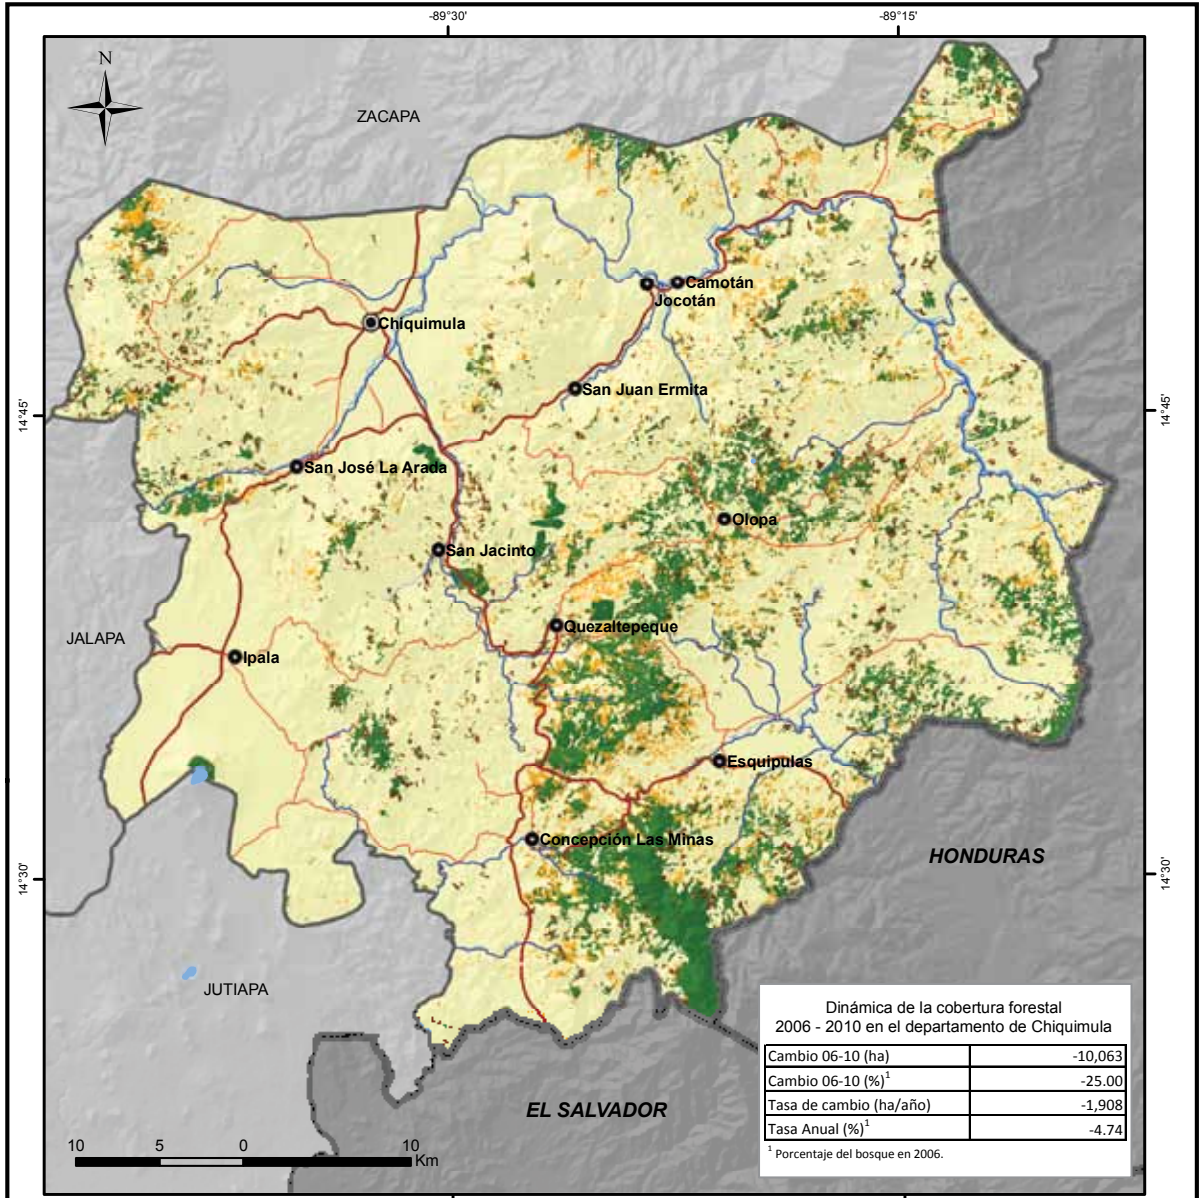 -89°30'
-89°15'
N
ZACAPA
Camotán
Jocotán
Chiquimula
San Juan Ermita
14°45'
14°45'
San José La Arada
Olopa
San Jacinto
Quezaltepeque
JALAPA
Ipala
Esquipulas
Concepción Las Minas
HONDURAS
14°30'
14°30'
JUTIAPA
EL SALVADOR
Dinámica de la cobertura forestal
2006 - 2010 en el departamento de Chiquimula
Cambio 06-10 (ha) -10,063
Cambio 06-10 (%)¹ -25.00
Tasa de cambio (ha/año) -1,908
Tasa Anual (%)¹ -4.74
¹ Porcentaje del bosque en 2006.
10 5 0 10
Km